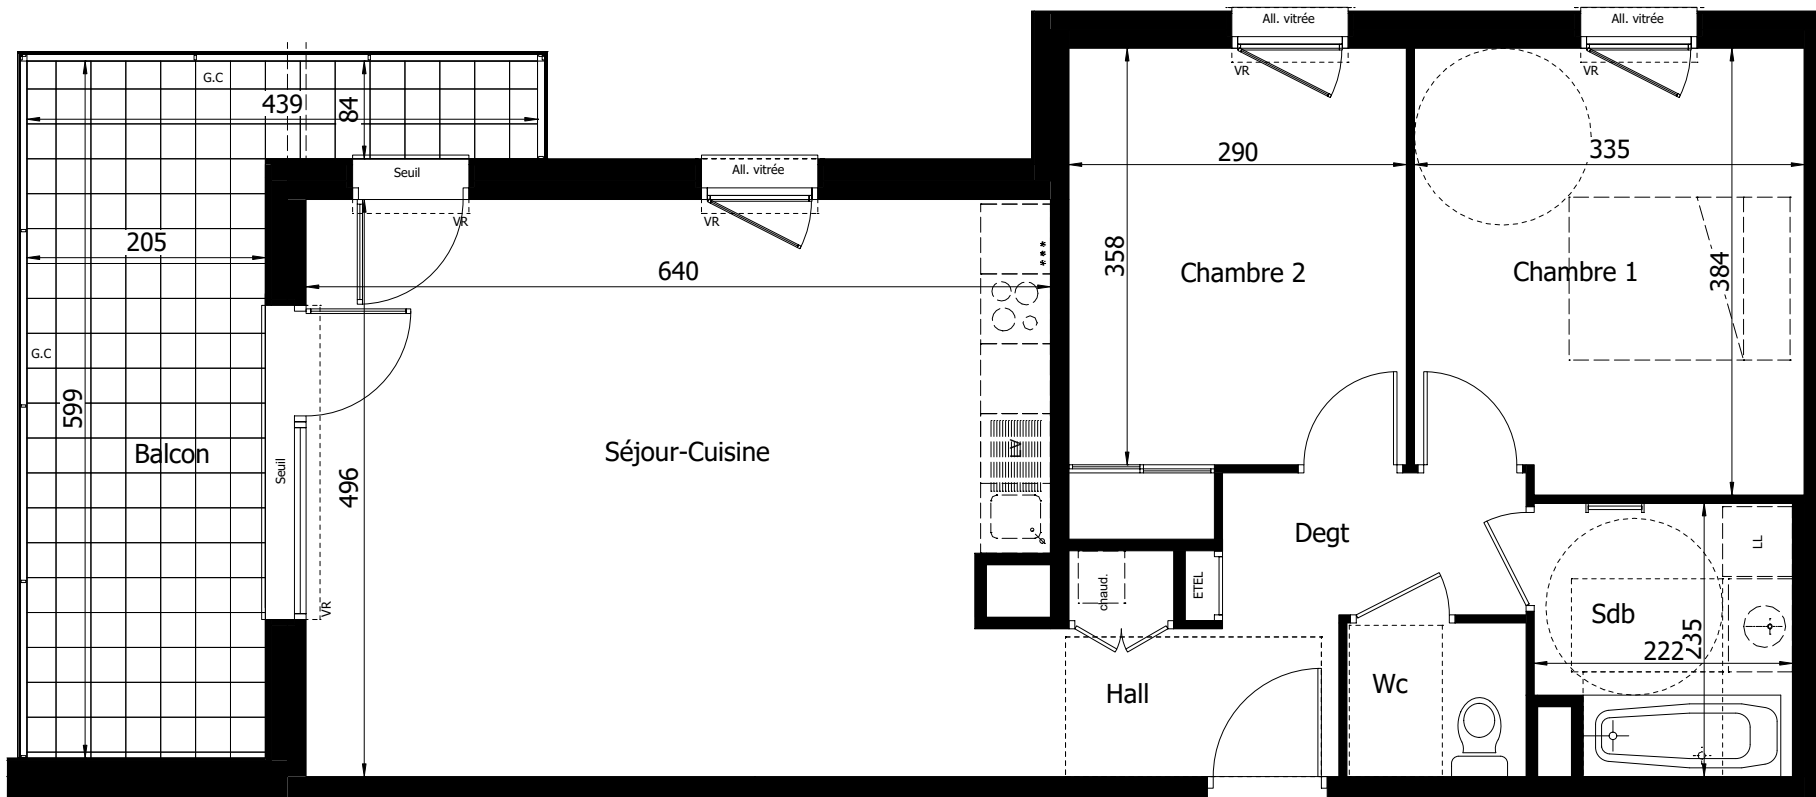 All. vitrée
All. vitrée
VR
VR
G.C
439
84
290
335
Seuil
All. vitrée
VR
VR
***
205
640
358
Chambre 2
Chambre 1
384
G.C
599
Balcon
Seuil
496
Séjour-Cuisine
LV
Degt
LL
chaud.
ETEL
VR
Sdb
222
235
Hall
Wc